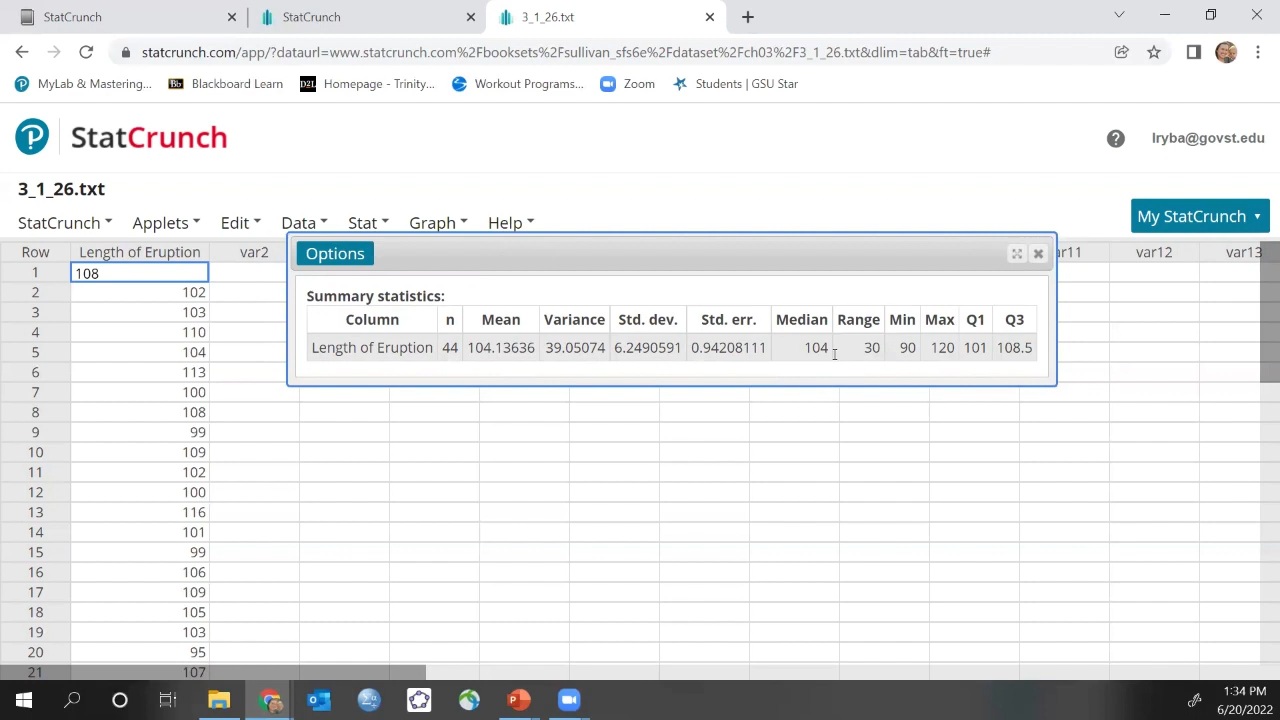 StatCrunch
StatCrunch
3_1_26.txt
statcrunch.com/app/?dataurl=www.statcrunch.com%2Fbooksets%2Fsullivan_sfs6e%2Fdataset%2Fch03%2F3_1_26.txt&dlim=tab&ft=true#
MyLab & Mastering... Bb Blackboard Learn D2L Homepage - Trinity... Workout Programs... Zoom Students | GSU Star
P StatCrunch
? lryba@govst.edu
3_1_26.txt
My StatCrunch
StatCrunch Applets Edit Data Stat Graph Help
Row Length of Eruption var2 ar11 var12 var13
Options
1 108
2 102
3 103
4 110
5 104
6 113
7 100
8 108
9 99
10 109
11 102
12 100
13 116
14 101
15 99
16 106
17 109
18 105
19 103
20 95
21 107
Summary statistics:
Column n Mean Variance Std. dev. Std. err. Median Range Min Max Q1 Q3
Length of Eruption 44 104.13636 39.05074 6.2490591 0.94208111 104 30 90 120 101 108.5
1:34 PM
6/20/2022